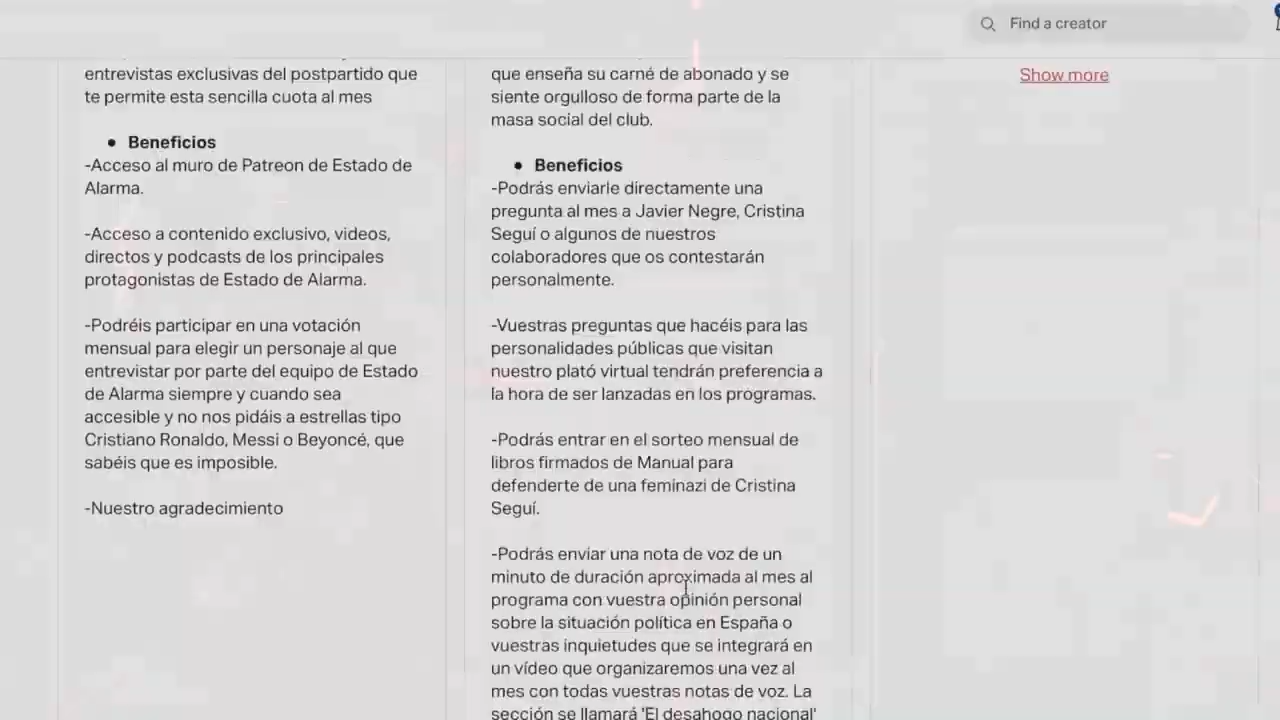 Find a creator
entrevistas exclusivas del postpartido que
te permite esta sencilla cuota al mes
• Beneficios
-Acceso al muro de Patreon de Estado de
Alarma.
-Acceso a contenido exclusivo, videos,
directos y podcasts de los principales
protagonistas de Estado de Alarma.
-Podréis participar en una votación
mensual para elegir un personaje al que
entrevistar por parte del equipo de Estado
de Alarma siempre y cuando sea
accesible y no nos pidáis a estrellas tipo
Cristiano Ronaldo, Messi o Beyoncé, que
sabéis que es imposible.
-Nuestro agradecimiento
que enseña su carné de abonado y se
siente orgulloso de forma parte de la
masa social del club.
• Beneficios
-Podrás enviarle directamente una
pregunta al mes a Javier Negre, Cristina
Seguí o algunos de nuestros
colaboradores que os contestarán
personalmente.
-Vuestras preguntas que hacéis para las
personalidades públicas que visitan
nuestro plató virtual tendrán preferencia a
la hora de ser lanzadas en los programas.
-Podrás entrar en el sorteo mensual de
libros firmados de Manual para
defenderte de una feminazi de Cristina
Seguí.
-Podrás enviar una nota de voz de un
minuto de duración aproximada al mes al
programa con vuestra opinión personal
sobre la situación política en España o
vuestras inquietudes que se integrará en
un vídeo que organizaremos una vez al
mes con todas vuestras notas de voz. La
sección se llamará 'El desahogo nacional'
Show more